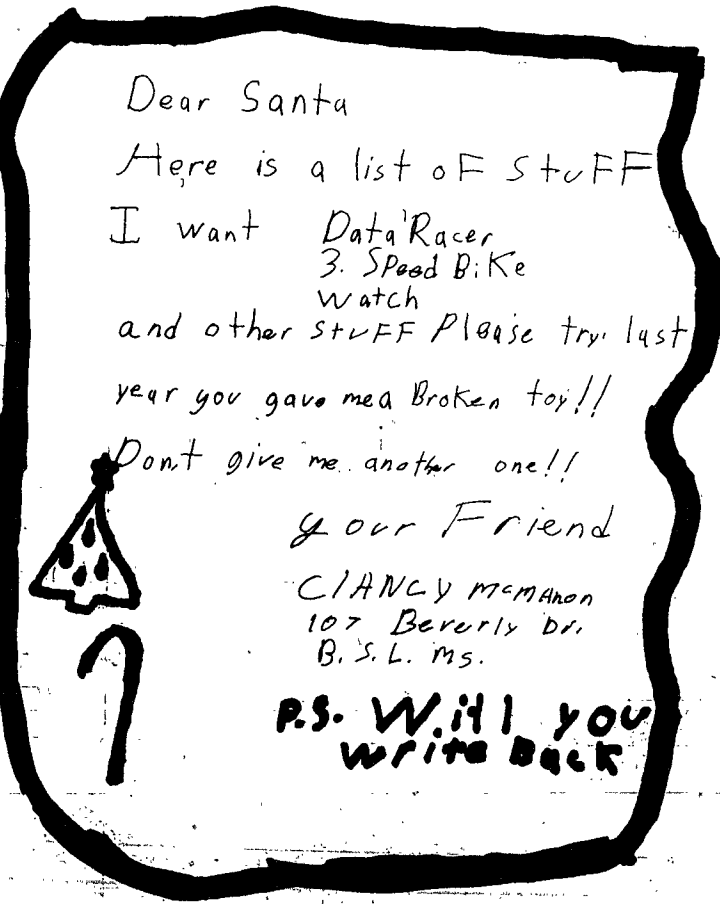 Dear Santa
Here is a list oF StuFF
I want Data Racer
3. SPeed BiKe
watch
and other stuFF Please try. last
year you gave me a BroKen toy!!
Don,t give me another one!!
your Friend
ClANCY McMAhon
107 Beverly Dr.
B.S.L. Ms.
P.S. Will you
write Back